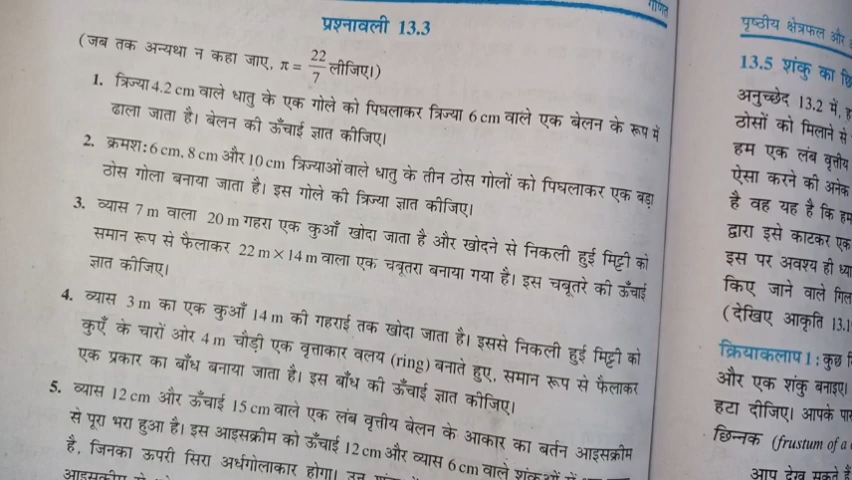 गणित
प्रश्नावली 13.3
(जब तक अन्यथा न कहा जाए, π = 22/7 लीजिए।)
1. त्रिज्या 4.2 cm वाले धातु के एक गोले को पिघलाकर त्रिज्या 6 cm वाले एक बेलन के रूप में
ढाला जाता है। बेलन की ऊँचाई ज्ञात कीजिए।
2. क्रमश: 6 cm, 8 cm और 10 cm त्रिज्याओं वाले धातु के तीन ठोस गोलों को पिघलाकर एक बड़ा
ठोस गोला बनाया जाता है। इस गोले की त्रिज्या ज्ञात कीजिए।
3. व्यास 7 m वाला 20 m गहरा एक कुआँ खोदा जाता है और खोदने से निकली हुई मिट्टी को
समान रूप से फैलाकर 22 m × 14 m वाला एक चबूतरा बनाया गया है। इस चबूतरे की ऊँचाई
ज्ञात कीजिए।
4. व्यास 3 m का एक कुआँ 14 m की गहराई तक खोदा जाता है। इससे निकली हुई मिट्टी को
कुएँ के चारों ओर 4 m चौड़ी एक वृत्ताकार वलय (ring) बनाते हुए, समान रूप से फैलाकर
एक प्रकार का बाँध बनाया जाता है। इस बाँध की ऊँचाई ज्ञात कीजिए।
5. व्यास 12 cm और ऊँचाई 15 cm वाले एक लंब वृत्तीय बेलन के आकार का बर्तन आइसक्रीम
से पूरा भरा हुआ है। इस आइसक्रीम को ऊँचाई 12 cm और व्यास 6 cm वाले शंकुओं में
है, जिनका ऊपरी सिरा अर्धगोलाकार होगा। उन
पृष्ठीय क्षेत्रफल और
13.5 शंकु का
अनुच्छेद 13.2 में,
ठोसों को मिलाने से
हम एक लंब वृत्तीय
ऐसा करने की अनेक
है वह यह है कि हम
द्वारा इसे काटकर एक
इस पर अवश्य ही
किए जाने वाले
(देखिए आकृति 13.1
क्रियाकलाप 1 : कुछ
और एक शंकु बनाइए।
हटा दीजिए। आपके
छिन्नक (frustum of a
आप देख सकते हैं